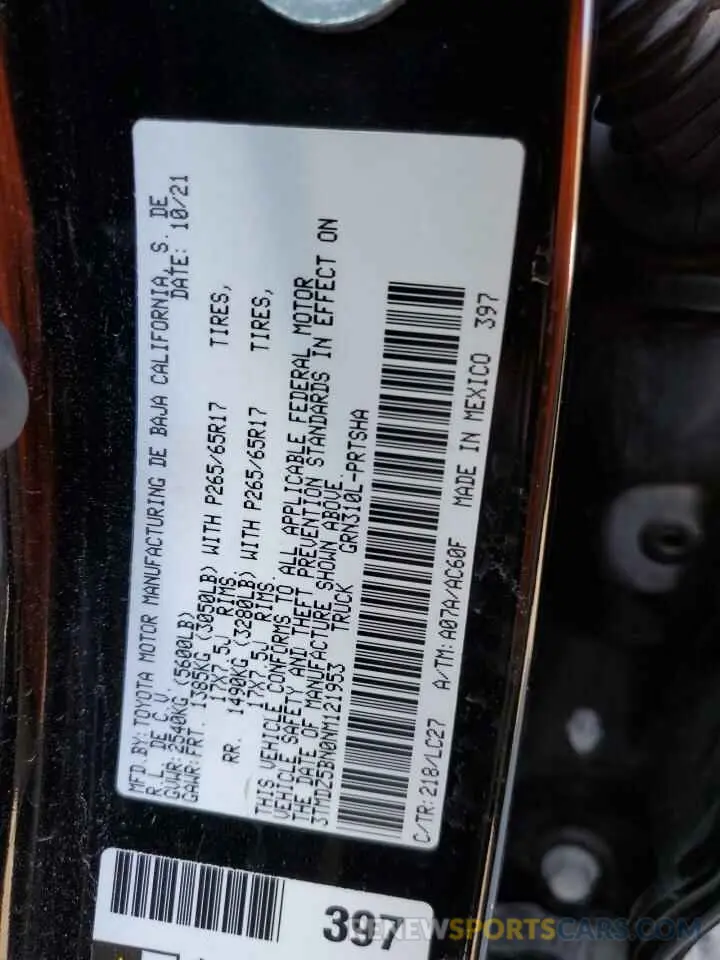 MFD.BY: TOYOTA MOTOR MANUFACTURING DE BAJA CALIFORNIA, S. DE
R. L. DE C. V. DATE: 10/21
GVWR: 2540KG (5600LB)
GAWR: FRT. 1385KG (3050LB) WITH P265/65R17 TIRES,
17X7.5J RIMS.
RR. 1490KG (3280LB) WITH P265/65R17 TIRES,
17X7.5J RIMS.
THIS VEHICLE CONFORMS TO ALL APPLICABLE FEDERAL MOTOR
VEHICLE SAFETY AND THEFT PREVENTION STANDARDS IN EFFECT ON
THE DATE OF MANUFACTURE SHOWN ABOVE.
3TMDZ5BN0NM121953 TRUCK GRN310L-PRTSHA
C/TR: 218/LC27 A/TM: A07A/AC60F MADE IN MEXICO 397
397
RENEWSPORTSCARS.COM